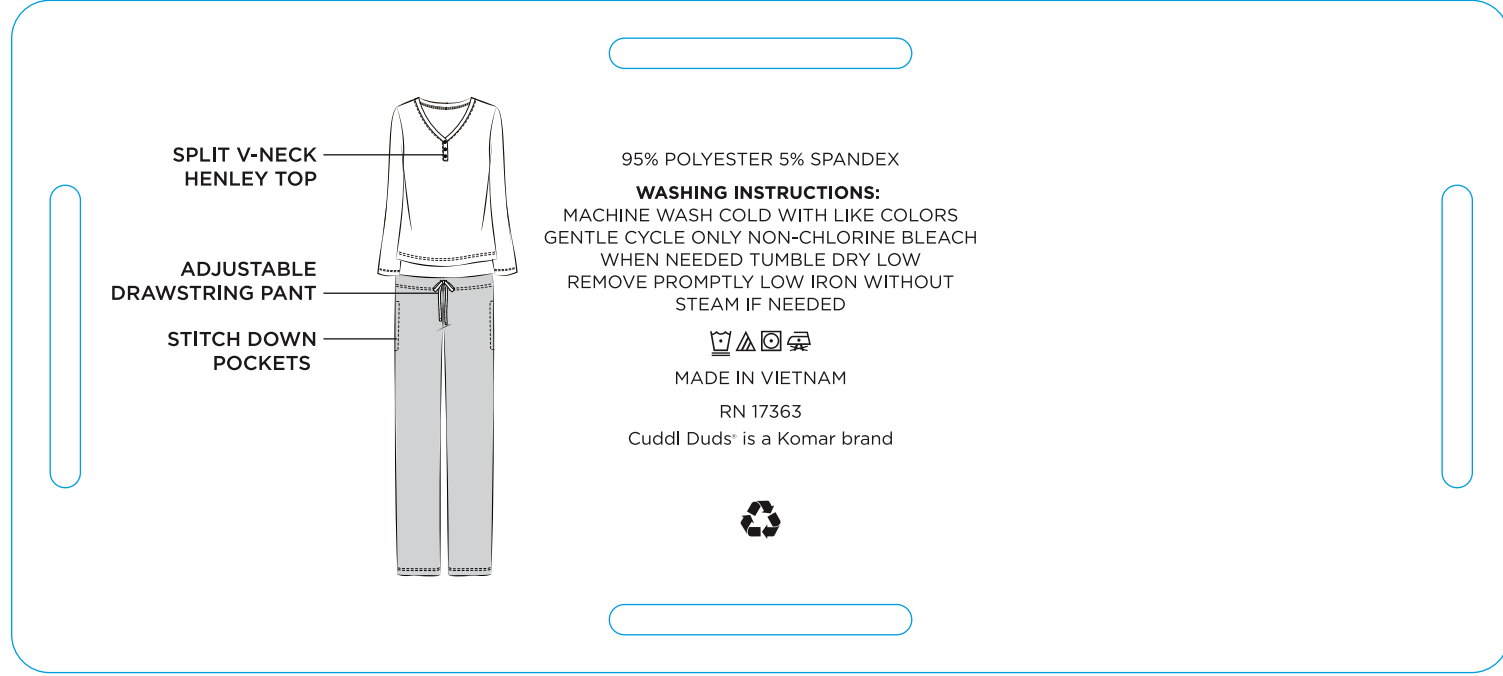 SPLIT V-NECK
HENLEY TOP
ADJUSTABLE
DRAWSTRING PANT
STITCH DOWN
POCKETS
95% POLYESTER 5% SPANDEX
WASHING INSTRUCTIONS:
MACHINE WASH COLD WITH LIKE COLORS
GENTLE CYCLE ONLY NON-CHLORINE BLEACH
WHEN NEEDED TUMBLE DRY LOW
REMOVE PROMPTLY LOW IRON WITHOUT
STEAM IF NEEDED
MADE IN VIETNAM
RN 17363
Cuddl Duds® is a Komar brand